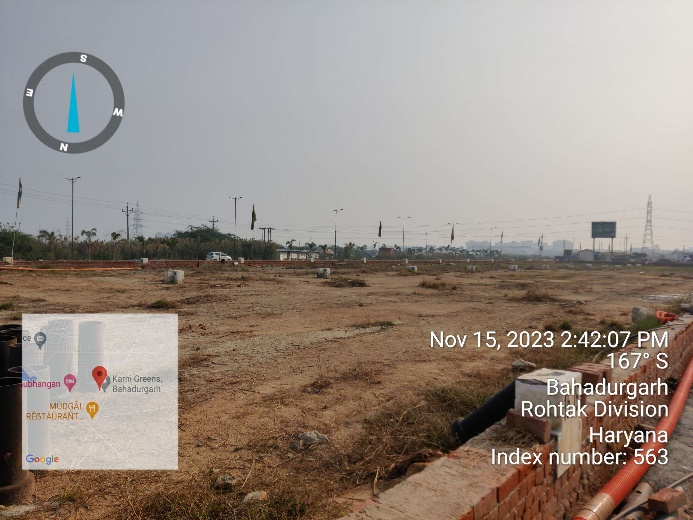 S
E
W
N
ce
ubhangan
Karni Greens,
Bahadurgarh
MUDGAL
RESTAURANT...
Google
Nov 15, 2023 2:42:07 PM
167° S
Bahadurgarh
Rohtak Division
Haryana
Index number: 563